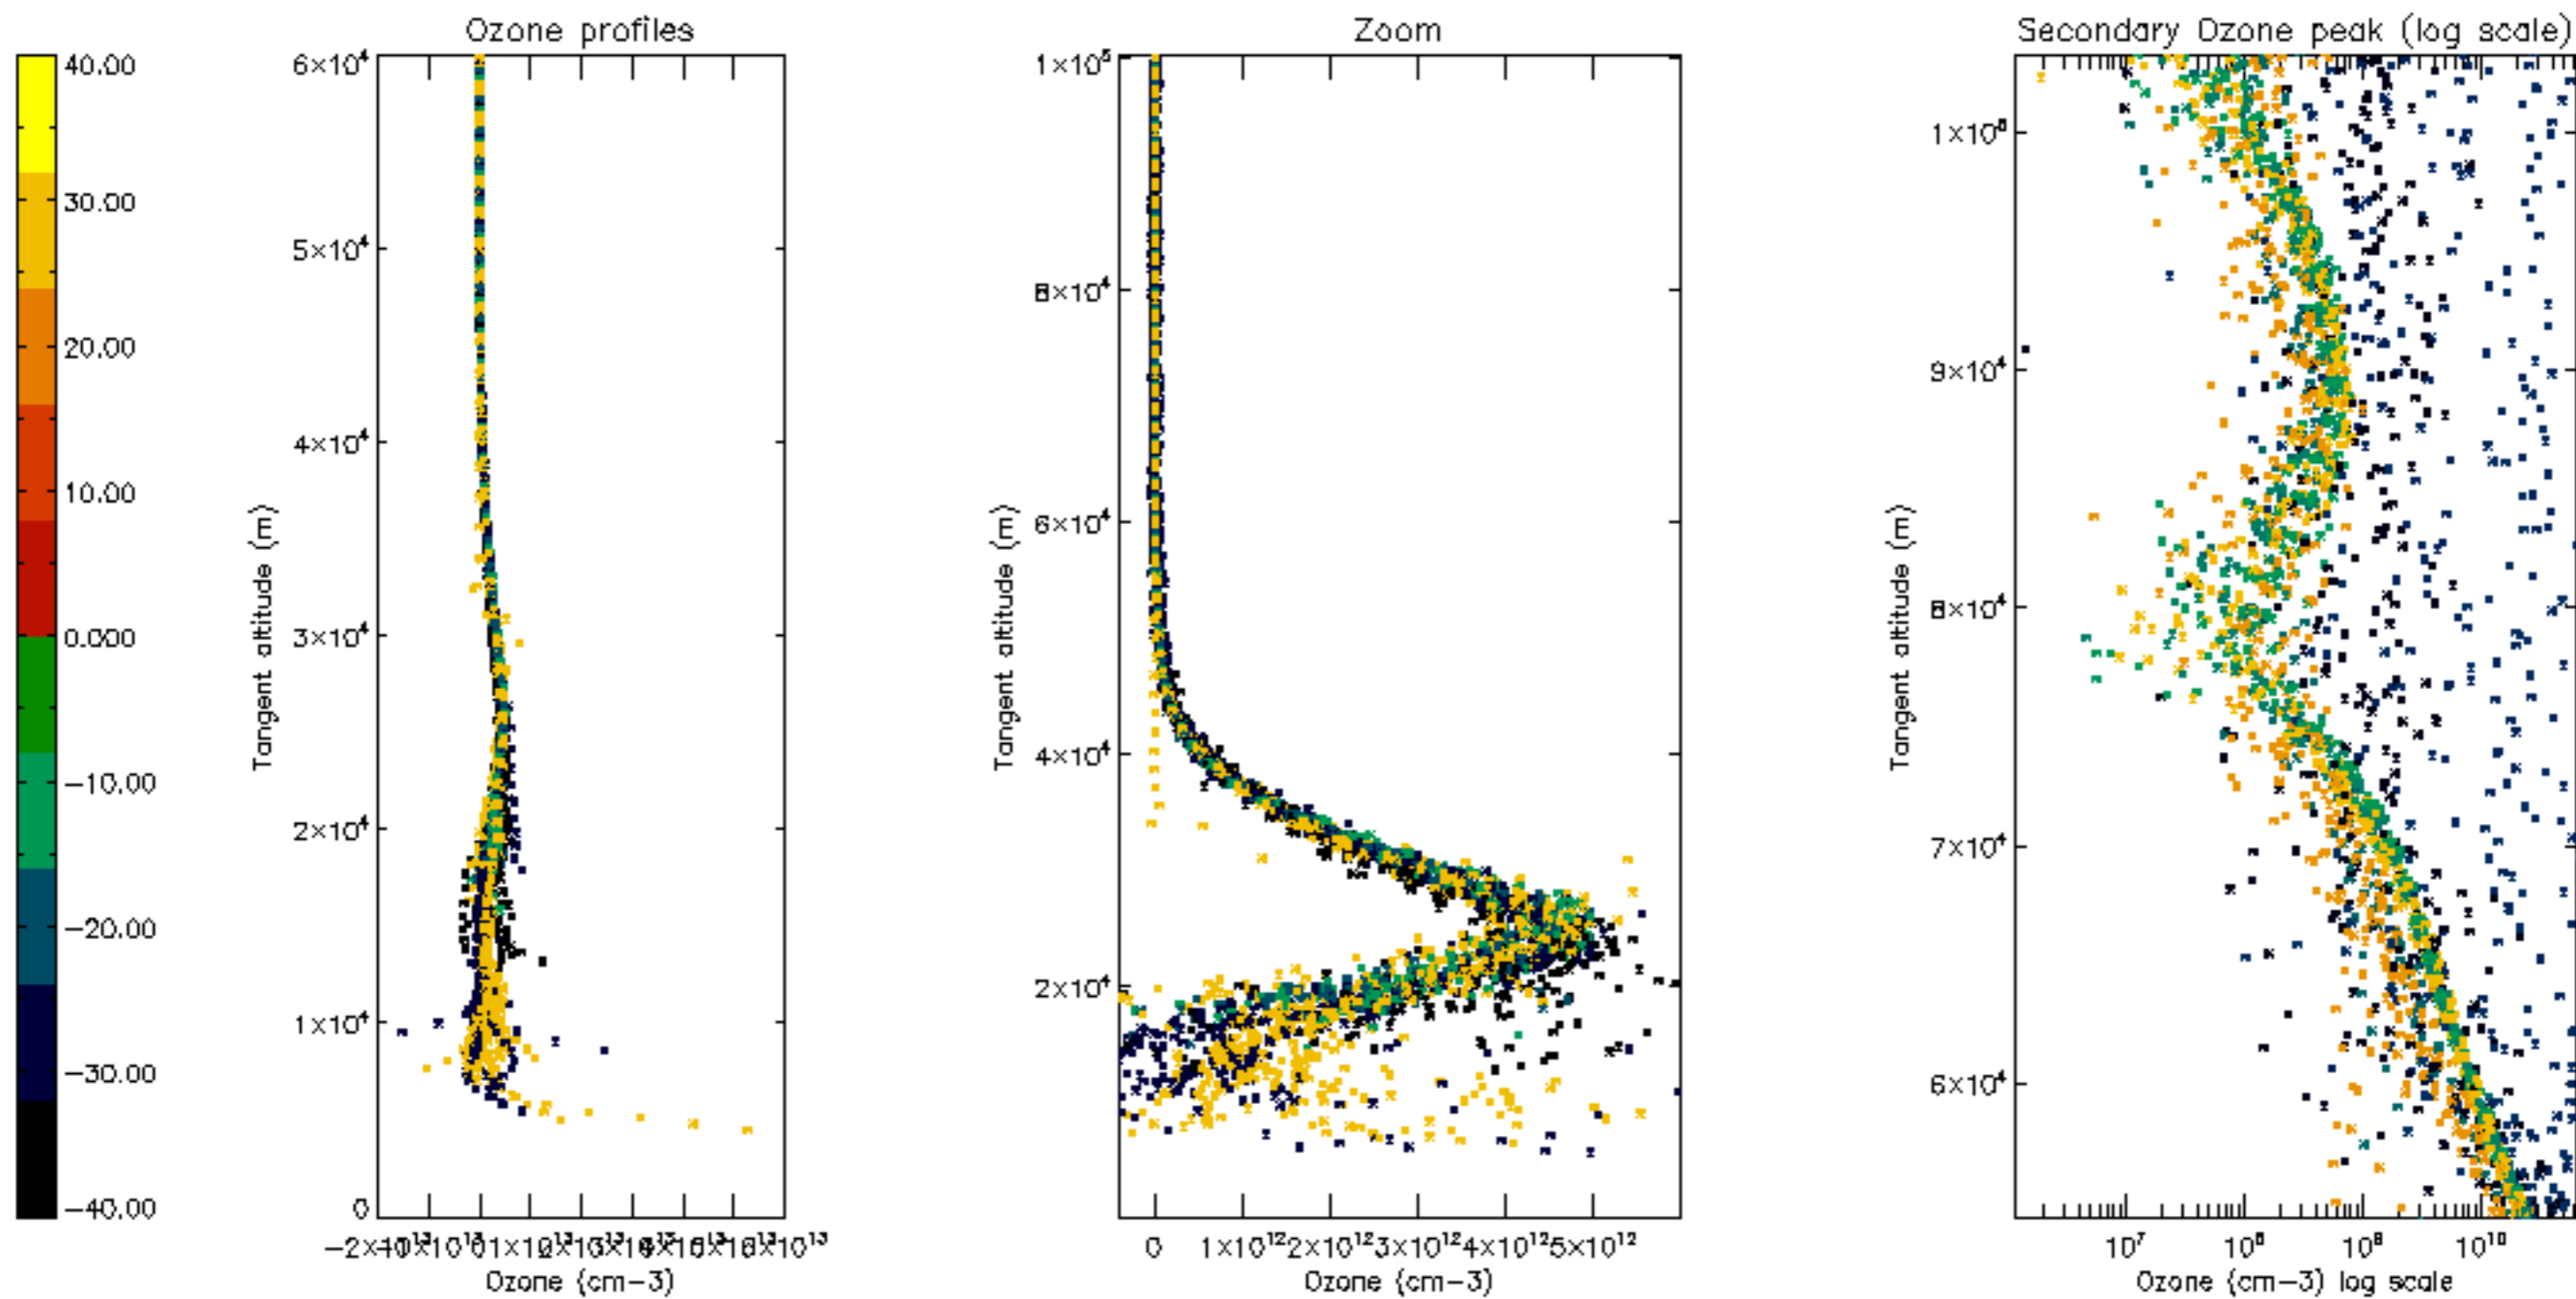 Ozone profiles
Zoom
Secondary Ozone peak (log scale)
40.00
30.00
20.00
10.00
0.00
−10.00
−20.00
−30.00
−40.00
6×10⁴
5×10⁴
4×10⁴
3×10⁴
2×10⁴
1×10⁴
0
Tangent altitude (m)
Ozone (cm−3)
1×10⁵
8×10⁴
6×10⁴
4×10⁴
2×10⁴
Tangent altitude (m)
0 1×10¹² 2×10¹² 3×10¹² 4×10¹² 5×10¹²
Ozone (cm−3)
9×10⁴
8×10⁴
7×10⁴
6×10⁴
Tangent altitude (m)
10⁷ 10⁸ 10⁹ 10¹⁰
Ozone (cm−3) log scale